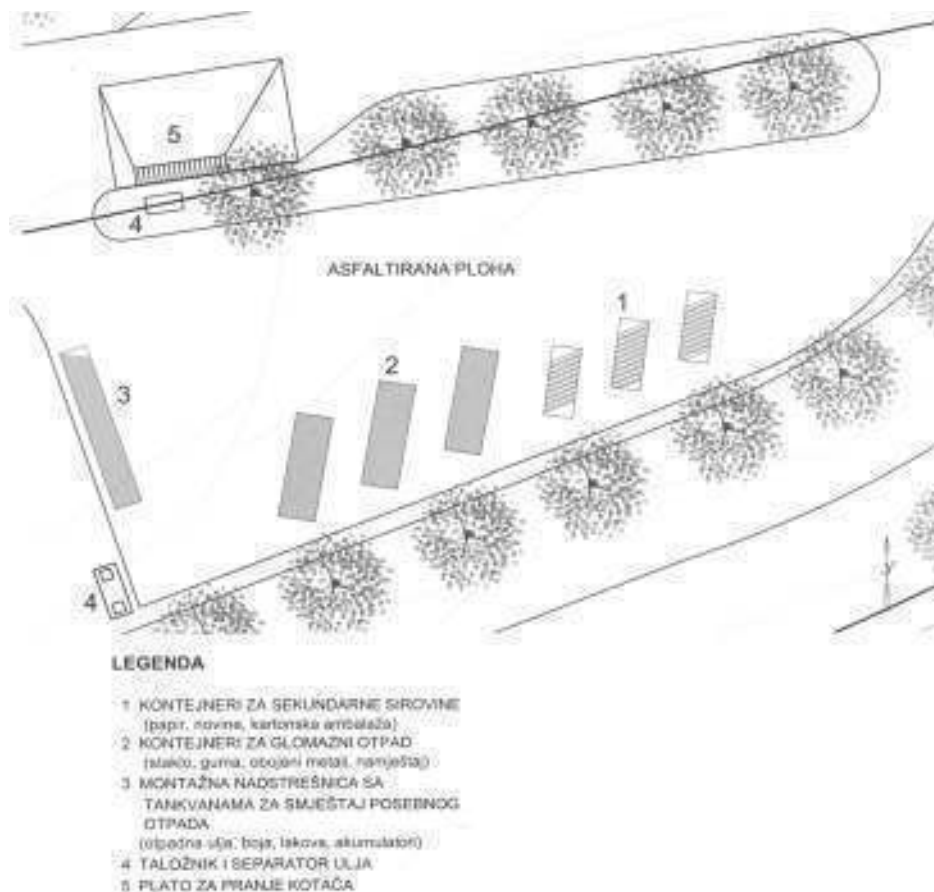 5
4
ASFALTIRANA PLOHA
1
2
3
4
LEGENDA
1 KONTEJNERI ZA SEKUNDARNE SIROVINE
(papir, novine, kartonska ambalaža)
2 KONTEJNERI ZA GLOMAZNI OTPAD
(staklo, guma, obojeni metali, namještaj)
3 MONTAŽNA NADSTREŠNICA SA
TANKVANAMA ZA SMJEŠTAJ POSEBNOG
OTPADA
(otpadna ulja, boja, lakova, akumulatori)
4 TALOŽNIK I SEPARATOR ULJA
5 PLATO ZA PRANJE KOTAČA